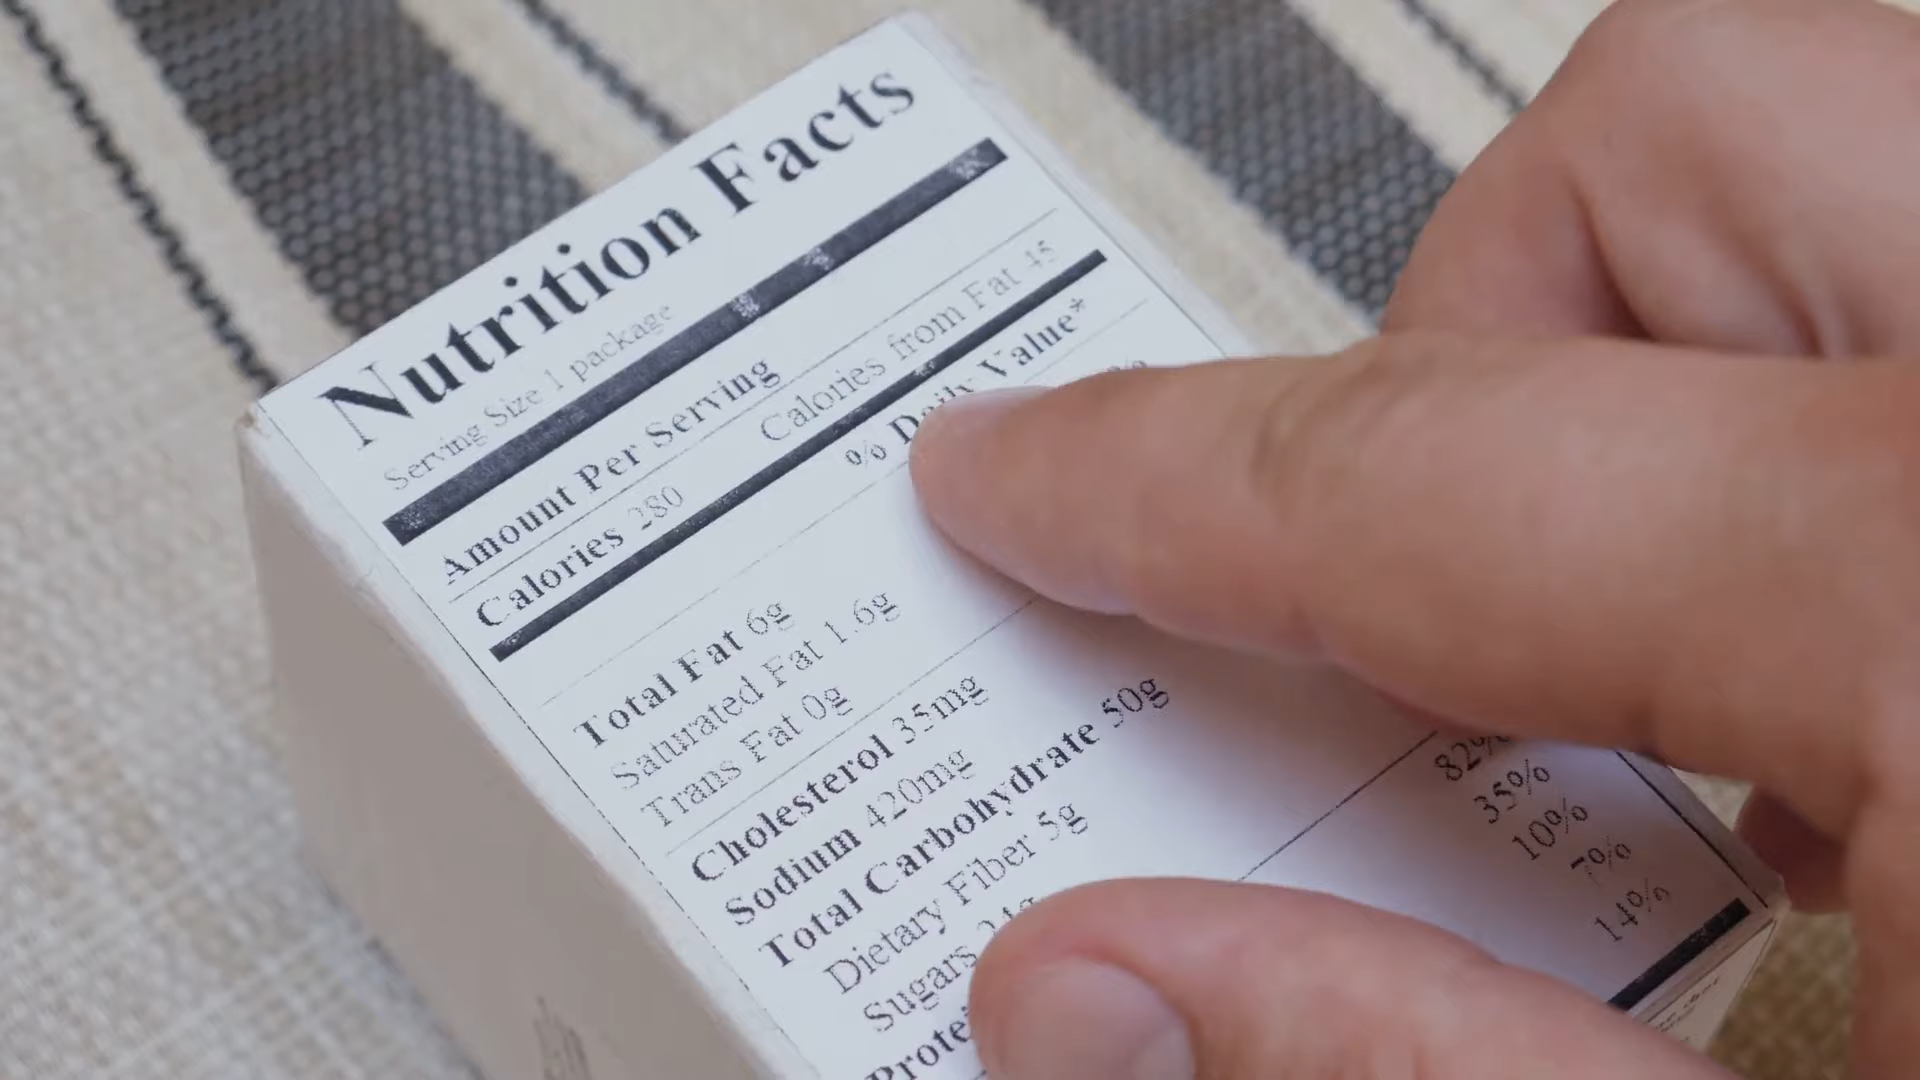 Nutrition Facts
Serving Size 1 package
Amount Per Serving
Calories 280 Calories from Fat 45
% Daily Value*
Total Fat 6g
Saturated Fat 1.6g
Trans Fat 0g
Cholesterol 35mg
Sodium 420mg
Total Carbohydrate 50g
Dietary Fiber 5g
Sugars
82%
35%
10%
7%
14%